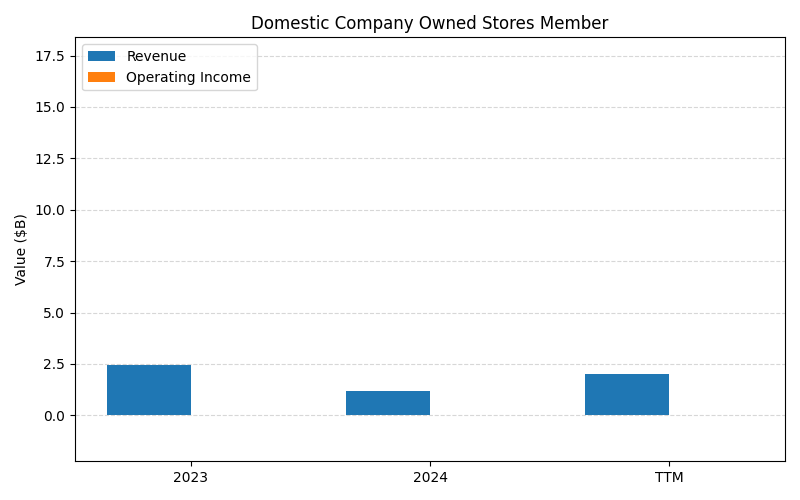 Domestic Company Owned Stores Member
Revenue
Operating Income
Value ($B)
17.5
15.0
12.5
10.0
7.5
5.0
2.5
0.0
2023
2024
TTM